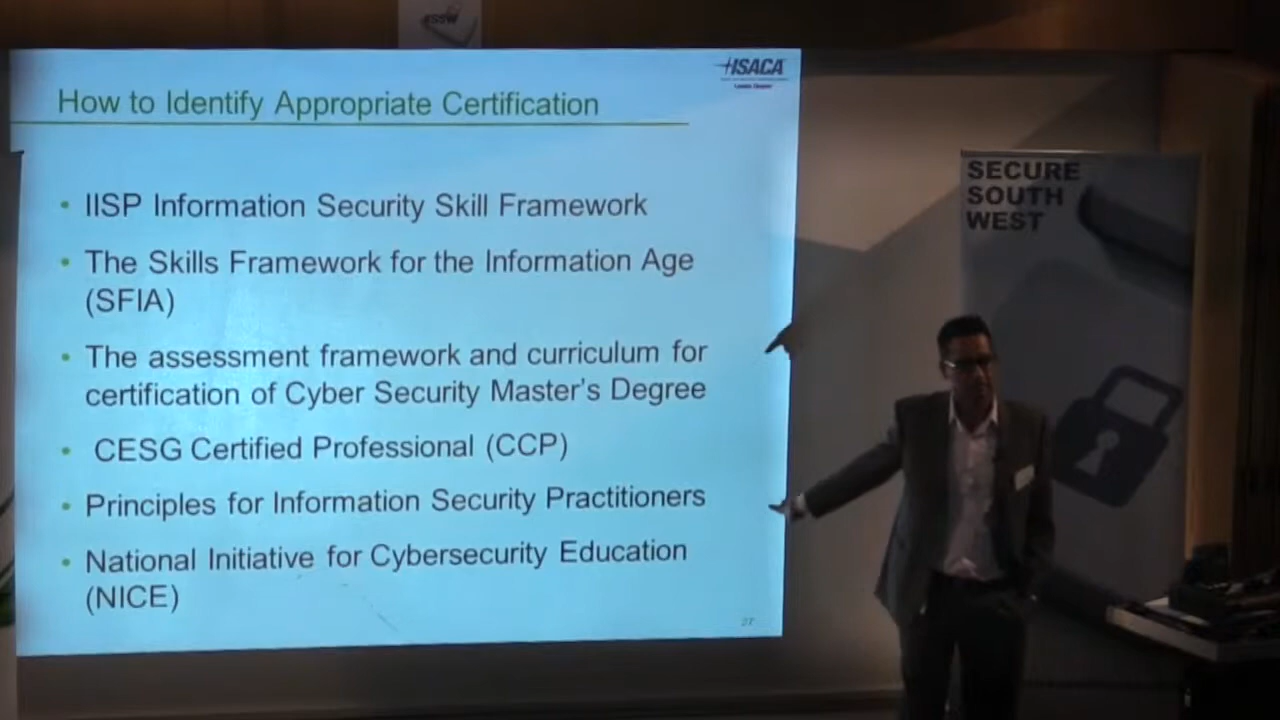 ISACA
How to Identify Appropriate Certification
• IISP Information Security Skill Framework
• The Skills Framework for the Information Age
(SFIA)
• The assessment framework and curriculum for
certification of Cyber Security Master's Degree
• CESG Certified Professional (CCP)
• Principles for Information Security Practitioners
• National Initiative for Cybersecurity Education
(NICE)
SECURE
SOUTH
WEST